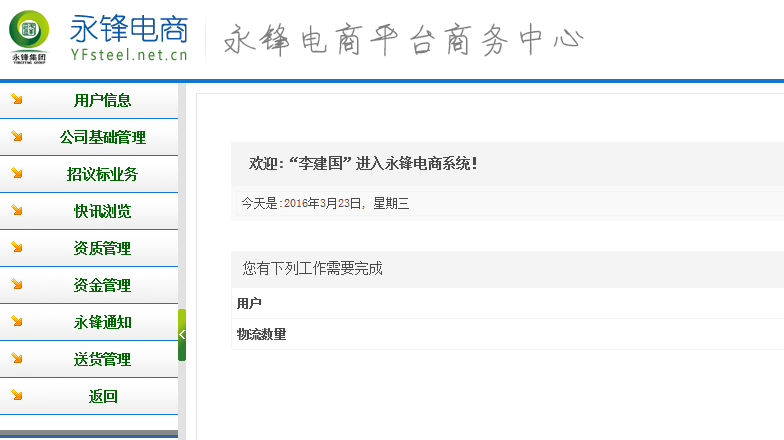 永锋电商
YFsteel.net.cn
永锋集团
YONGFENG GROUP
永锋电商平台商务中心
用户信息
公司基础管理
招议标业务
快讯浏览
资质管理
资金管理
永锋通知
送货管理
返回
欢迎:“李建国”进入永锋电商系统!
今天是:2016年3月23日, 星期三
您有下列工作需要完成
用户
物流数量